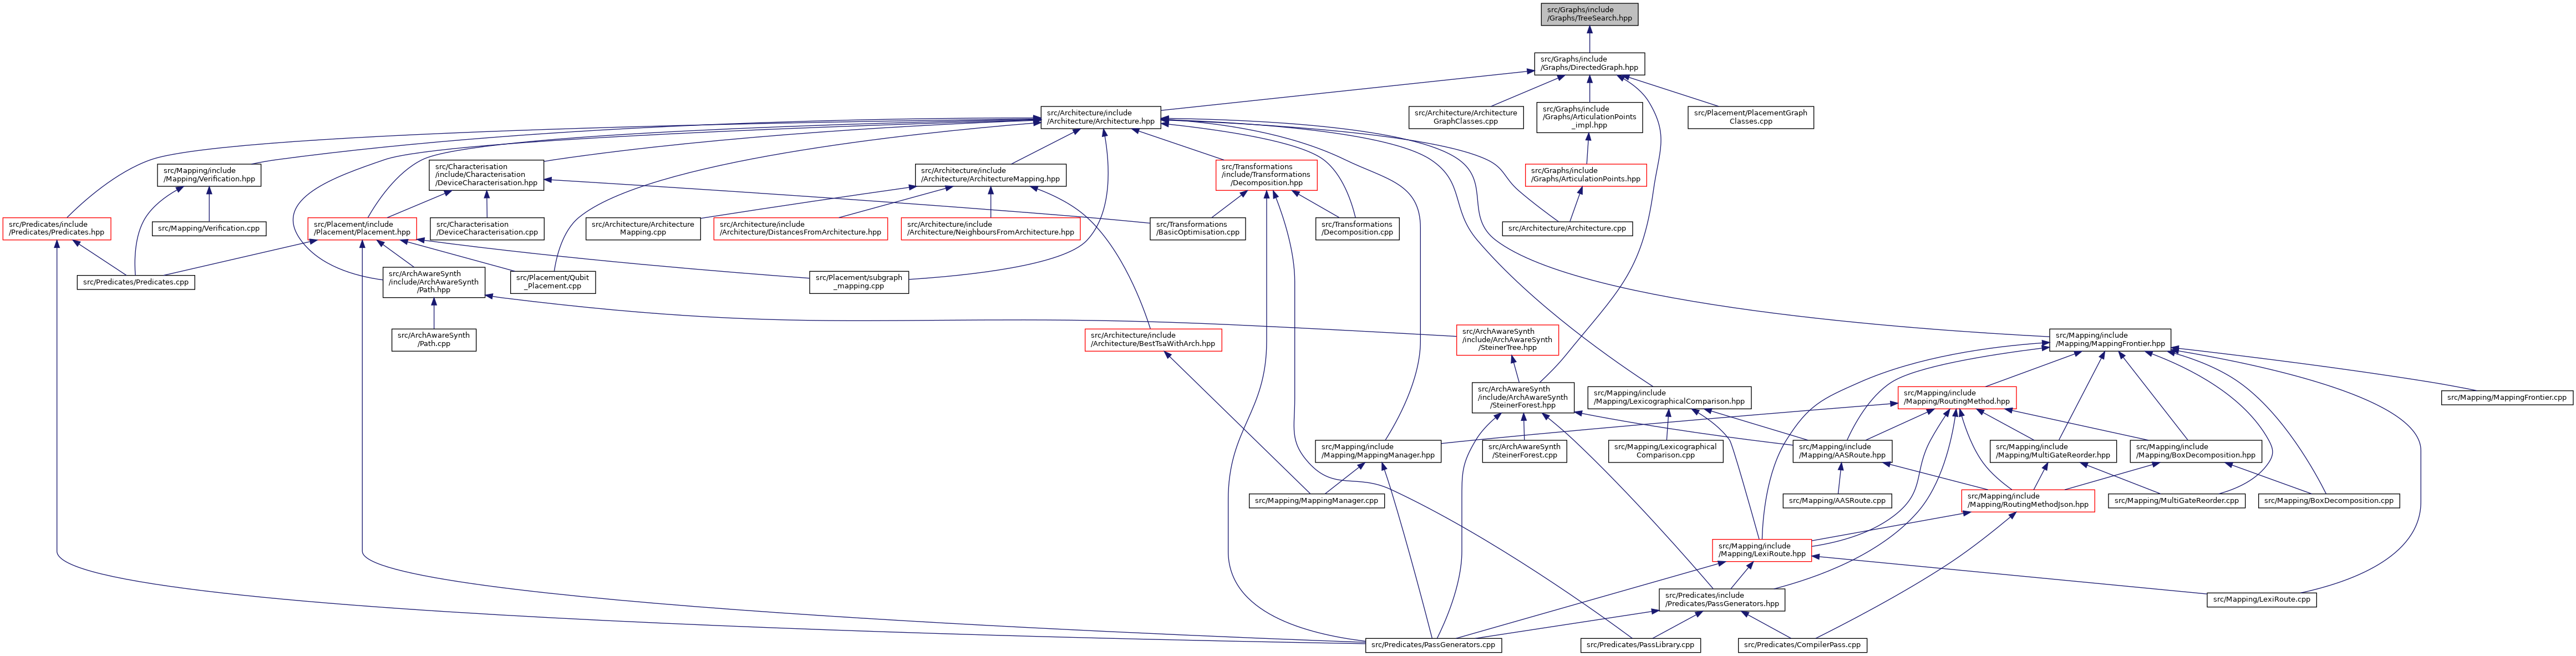 src/Graphs/include
/Graphs/TreeSearch.hpp
src/Graphs/include
/Graphs/DirectedGraph.hpp
src/Architecture/include
/Architecture/Architecture.hpp
src/Architecture/Architecture
GraphClasses.cpp
src/Graphs/include
/Graphs/ArticulationPoints
_impl.hpp
src/Placement/PlacementGraph
Classes.cpp
src/Mapping/include
/Mapping/Verification.hpp
src/Characterisation
/include/Characterisation
/DeviceCharacterisation.hpp
src/Architecture/include
/Architecture/ArchitectureMapping.hpp
src/Transformations
/include/Transformations
/Decomposition.hpp
src/Graphs/include
/Graphs/ArticulationPoints.hpp
src/Predicates/include
/Predicates/Predicates.hpp
src/Mapping/Verification.cpp
src/Placement/include
/Placement/Placement.hpp
src/Characterisation
/DeviceCharacterisation.cpp
src/Architecture/Architecture
Mapping.cpp
src/Architecture/include
/Architecture/DistancesFromArchitecture.hpp
src/Architecture/include
/Architecture/NeighboursFromArchitecture.hpp
src/Transformations
/BasicOptimisation.cpp
src/Transformations
/Decomposition.cpp
src/Architecture/Architecture.cpp
src/Predicates/Predicates.cpp
src/ArchAwareSynth
/include/ArchAwareSynth
/Path.hpp
src/Placement/Qubit
_Placement.cpp
src/Placement/subgraph
_mapping.cpp
src/ArchAwareSynth
/Path.cpp
src/Architecture/include
/Architecture/BestTsaWithArch.hpp
src/ArchAwareSynth
/include/ArchAwareSynth
/SteinerTree.hpp
src/Mapping/include
/Mapping/MappingFrontier.hpp
src/ArchAwareSynth
/include/ArchAwareSynth
/SteinerForest.hpp
src/Mapping/include
/Mapping/LexicographicalComparison.hpp
src/Mapping/include
/Mapping/RoutingMethod.hpp
src/Mapping/MappingFrontier.cpp
src/Mapping/include
/Mapping/MappingManager.hpp
src/ArchAwareSynth
/SteinerForest.cpp
src/Mapping/Lexicographical
Comparison.cpp
src/Mapping/include
/Mapping/AASRoute.hpp
src/Mapping/include
/Mapping/MultiGateReorder.hpp
src/Mapping/include
/Mapping/BoxDecomposition.hpp
src/Mapping/MappingManager.cpp
src/Mapping/AASRoute.cpp
src/Mapping/include
/Mapping/RoutingMethodJson.hpp
src/Mapping/MultiGateReorder.cpp
src/Mapping/BoxDecomposition.cpp
src/Mapping/include
/Mapping/LexiRoute.hpp
src/Predicates/include
/Predicates/PassGenerators.hpp
src/Mapping/LexiRoute.cpp
src/Predicates/PassGenerators.cpp
src/Predicates/PassLibrary.cpp
src/Predicates/CompilerPass.cpp